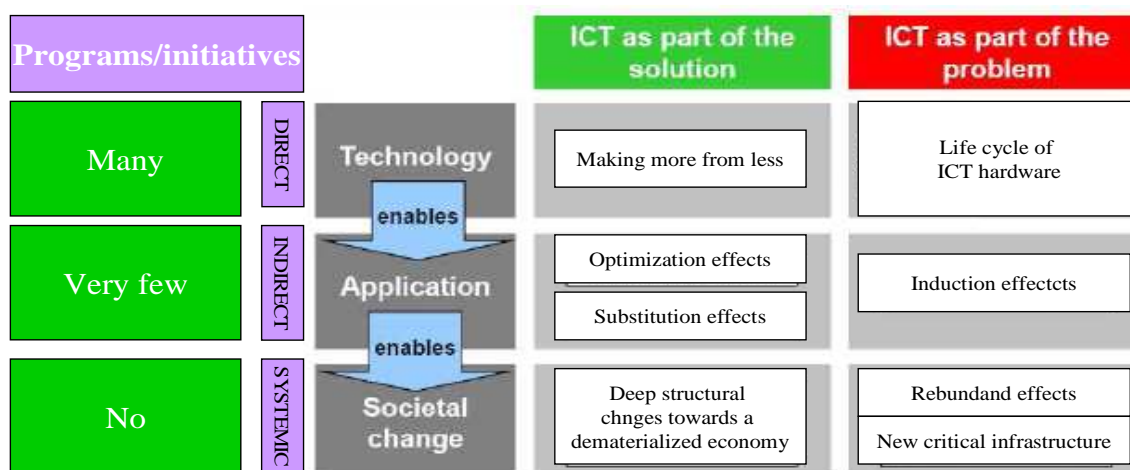 Programs/initiatives
ICT as part of the
solution
ICT as part of the
problem
Many
DIRECT
Technology
Making more from less
Life cycle of
ICT hardware
enables
Very few
INDIRECT
Application
Optimization effects
Substitution effects
Induction effectcts
enables
No
SYSTEMIC
Societal
change
Deep structural
chnges towards a
dematerialized economy
Rebundand effects
New critical infrastructure